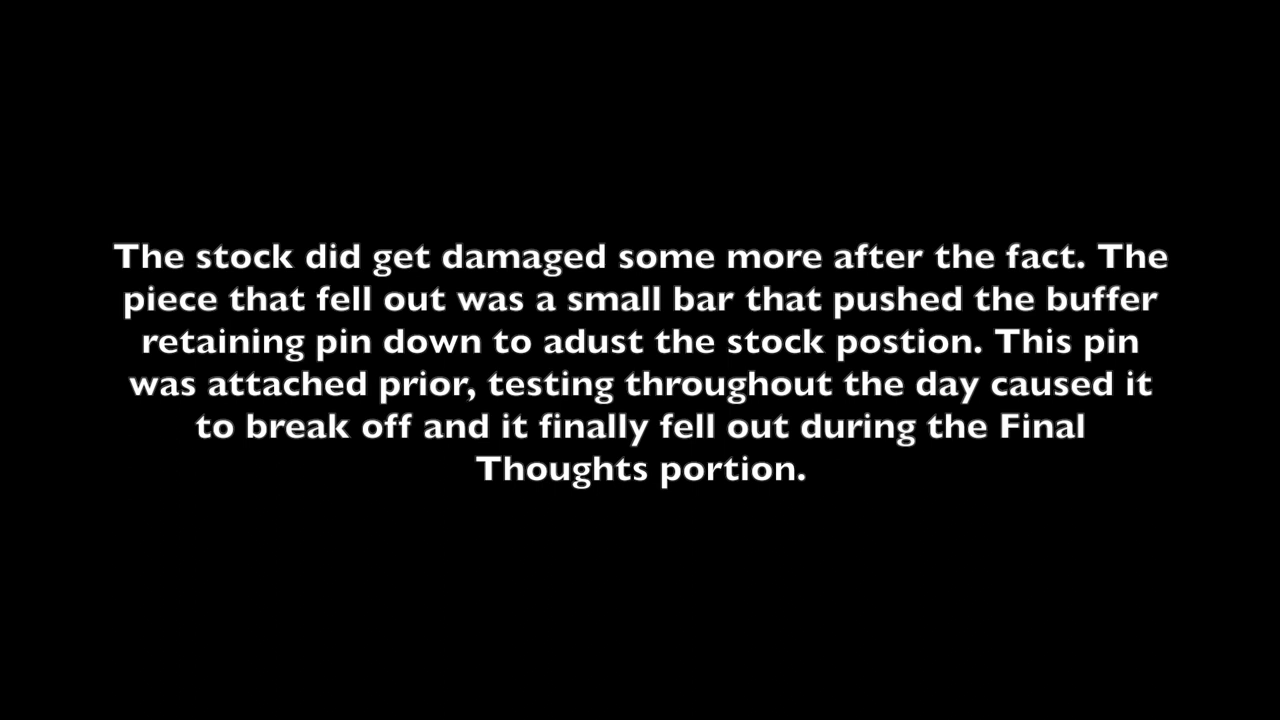 The stock did get damaged some more after the fact. The
piece that fell out was a small bar that pushed the buffer
retaining pin down to adust the stock postion. This pin
was attached prior, testing throughout the day caused it
to break off and it finally fell out during the Final
Thoughts portion.